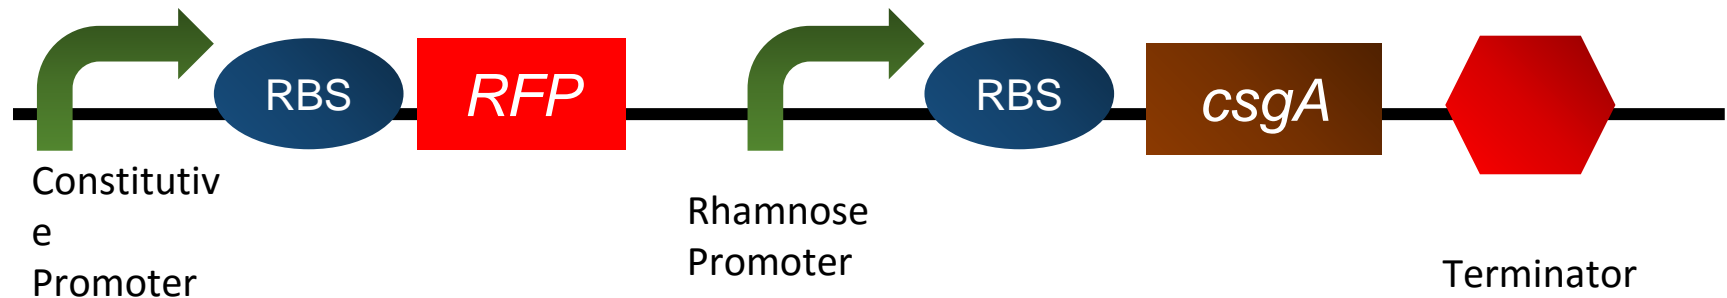 RBS
RFP
RBS
csgA
Constitutiv
e
Promoter
Rhamnose
Promoter
Terminator